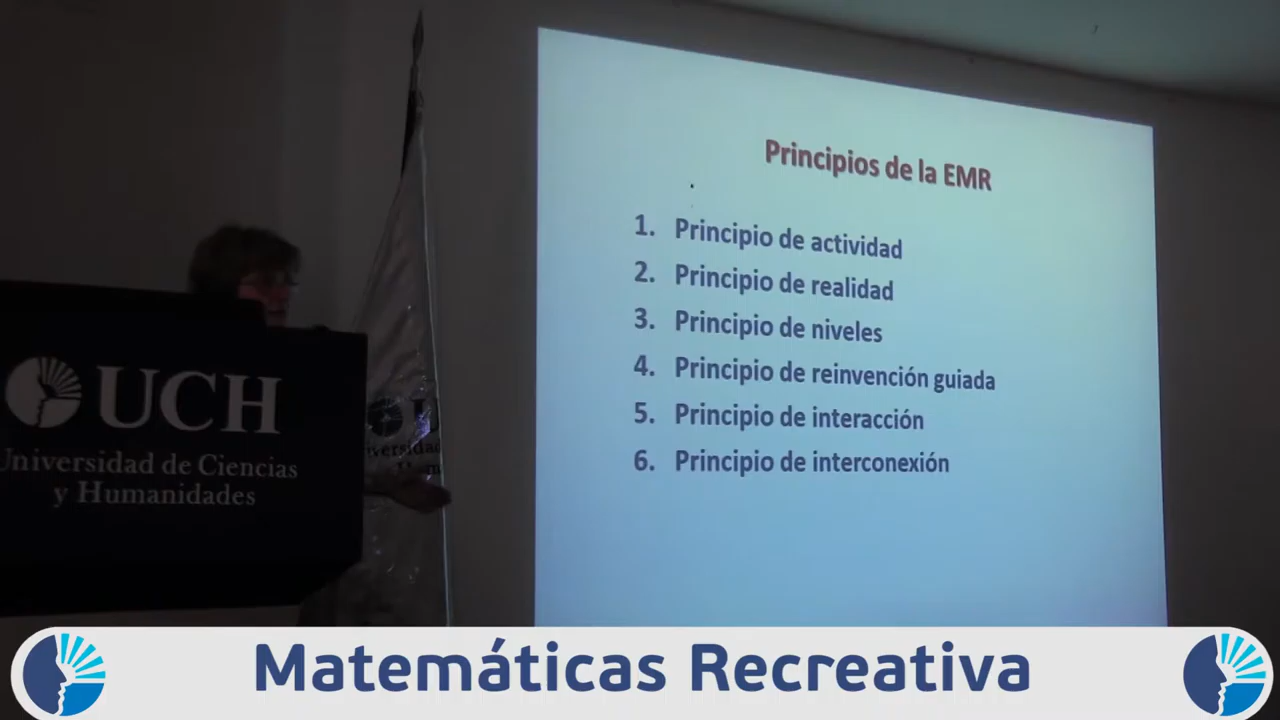 Principios de la EMR
1. Principio de actividad
2. Principio de realidad
3. Principio de niveles
4. Principio de reinvención guiada
5. Principio de interacción
6. Principio de interconexión
UCH
Universidad de Ciencias
y Humanidades
Matemáticas Recreativa